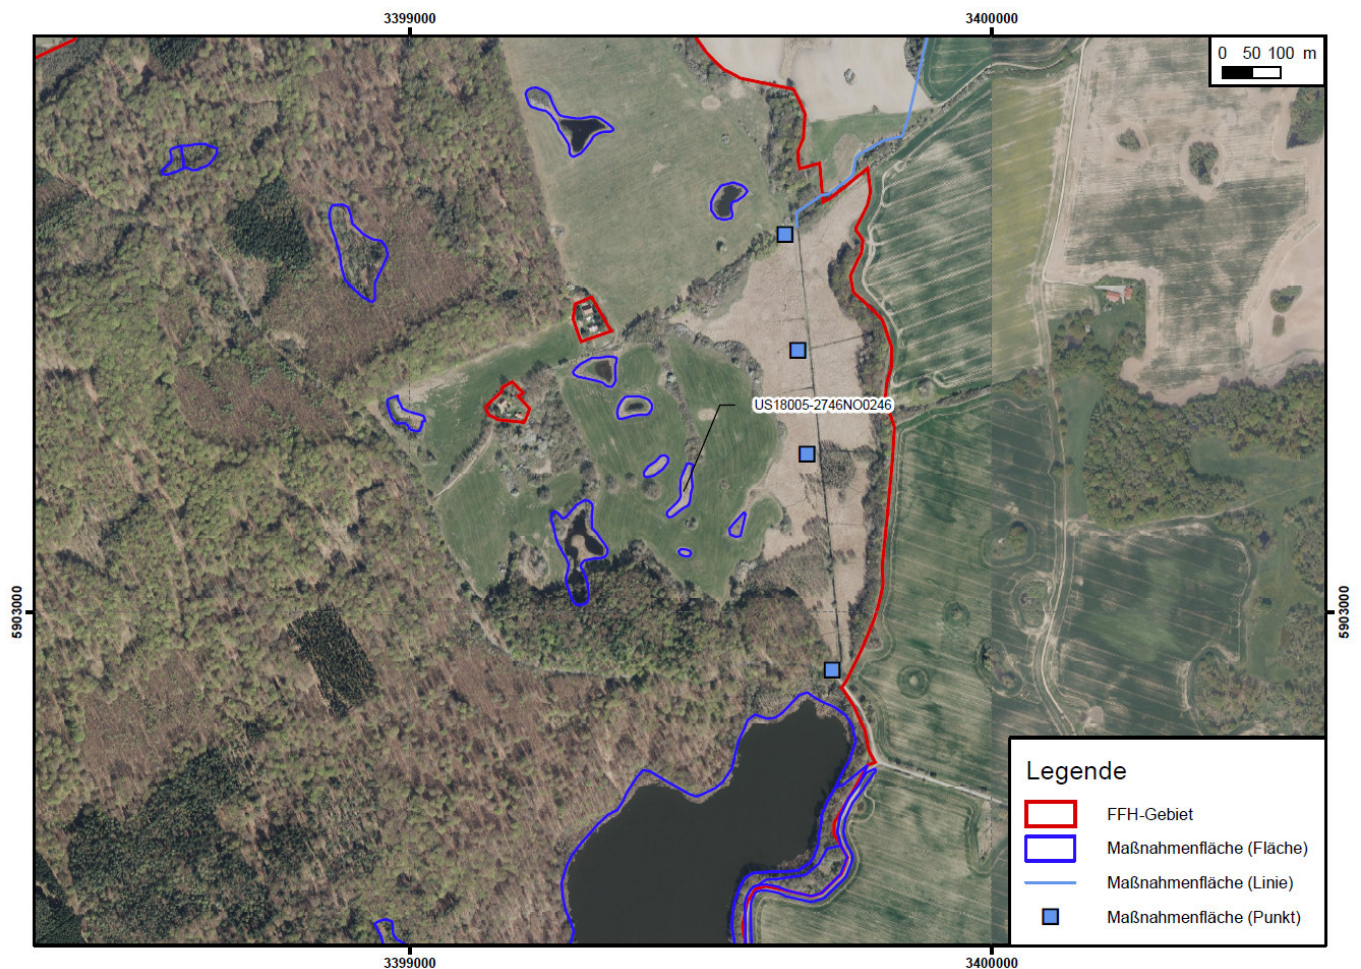 3399000
3400000
0 50 100 m
US18005-2746NO0246
5903000
5903000
Legende
FFH-Gebiet
Maßnahmenfläche (Fläche)
Maßnahmenfläche (Linie)
Maßnahmenfläche (Punkt)
3399000
3400000